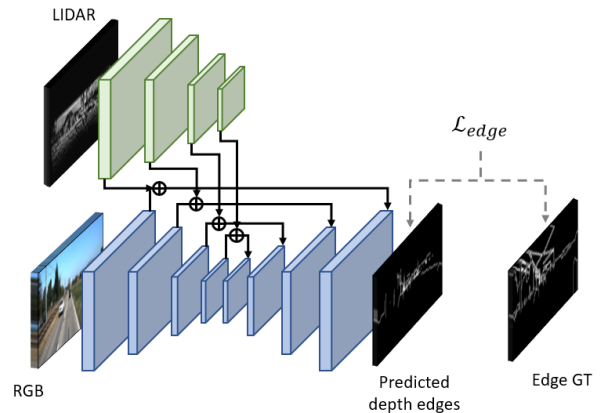 LIDAR
ℒ_edge
RGB
Predicted
depth edges
Edge GT